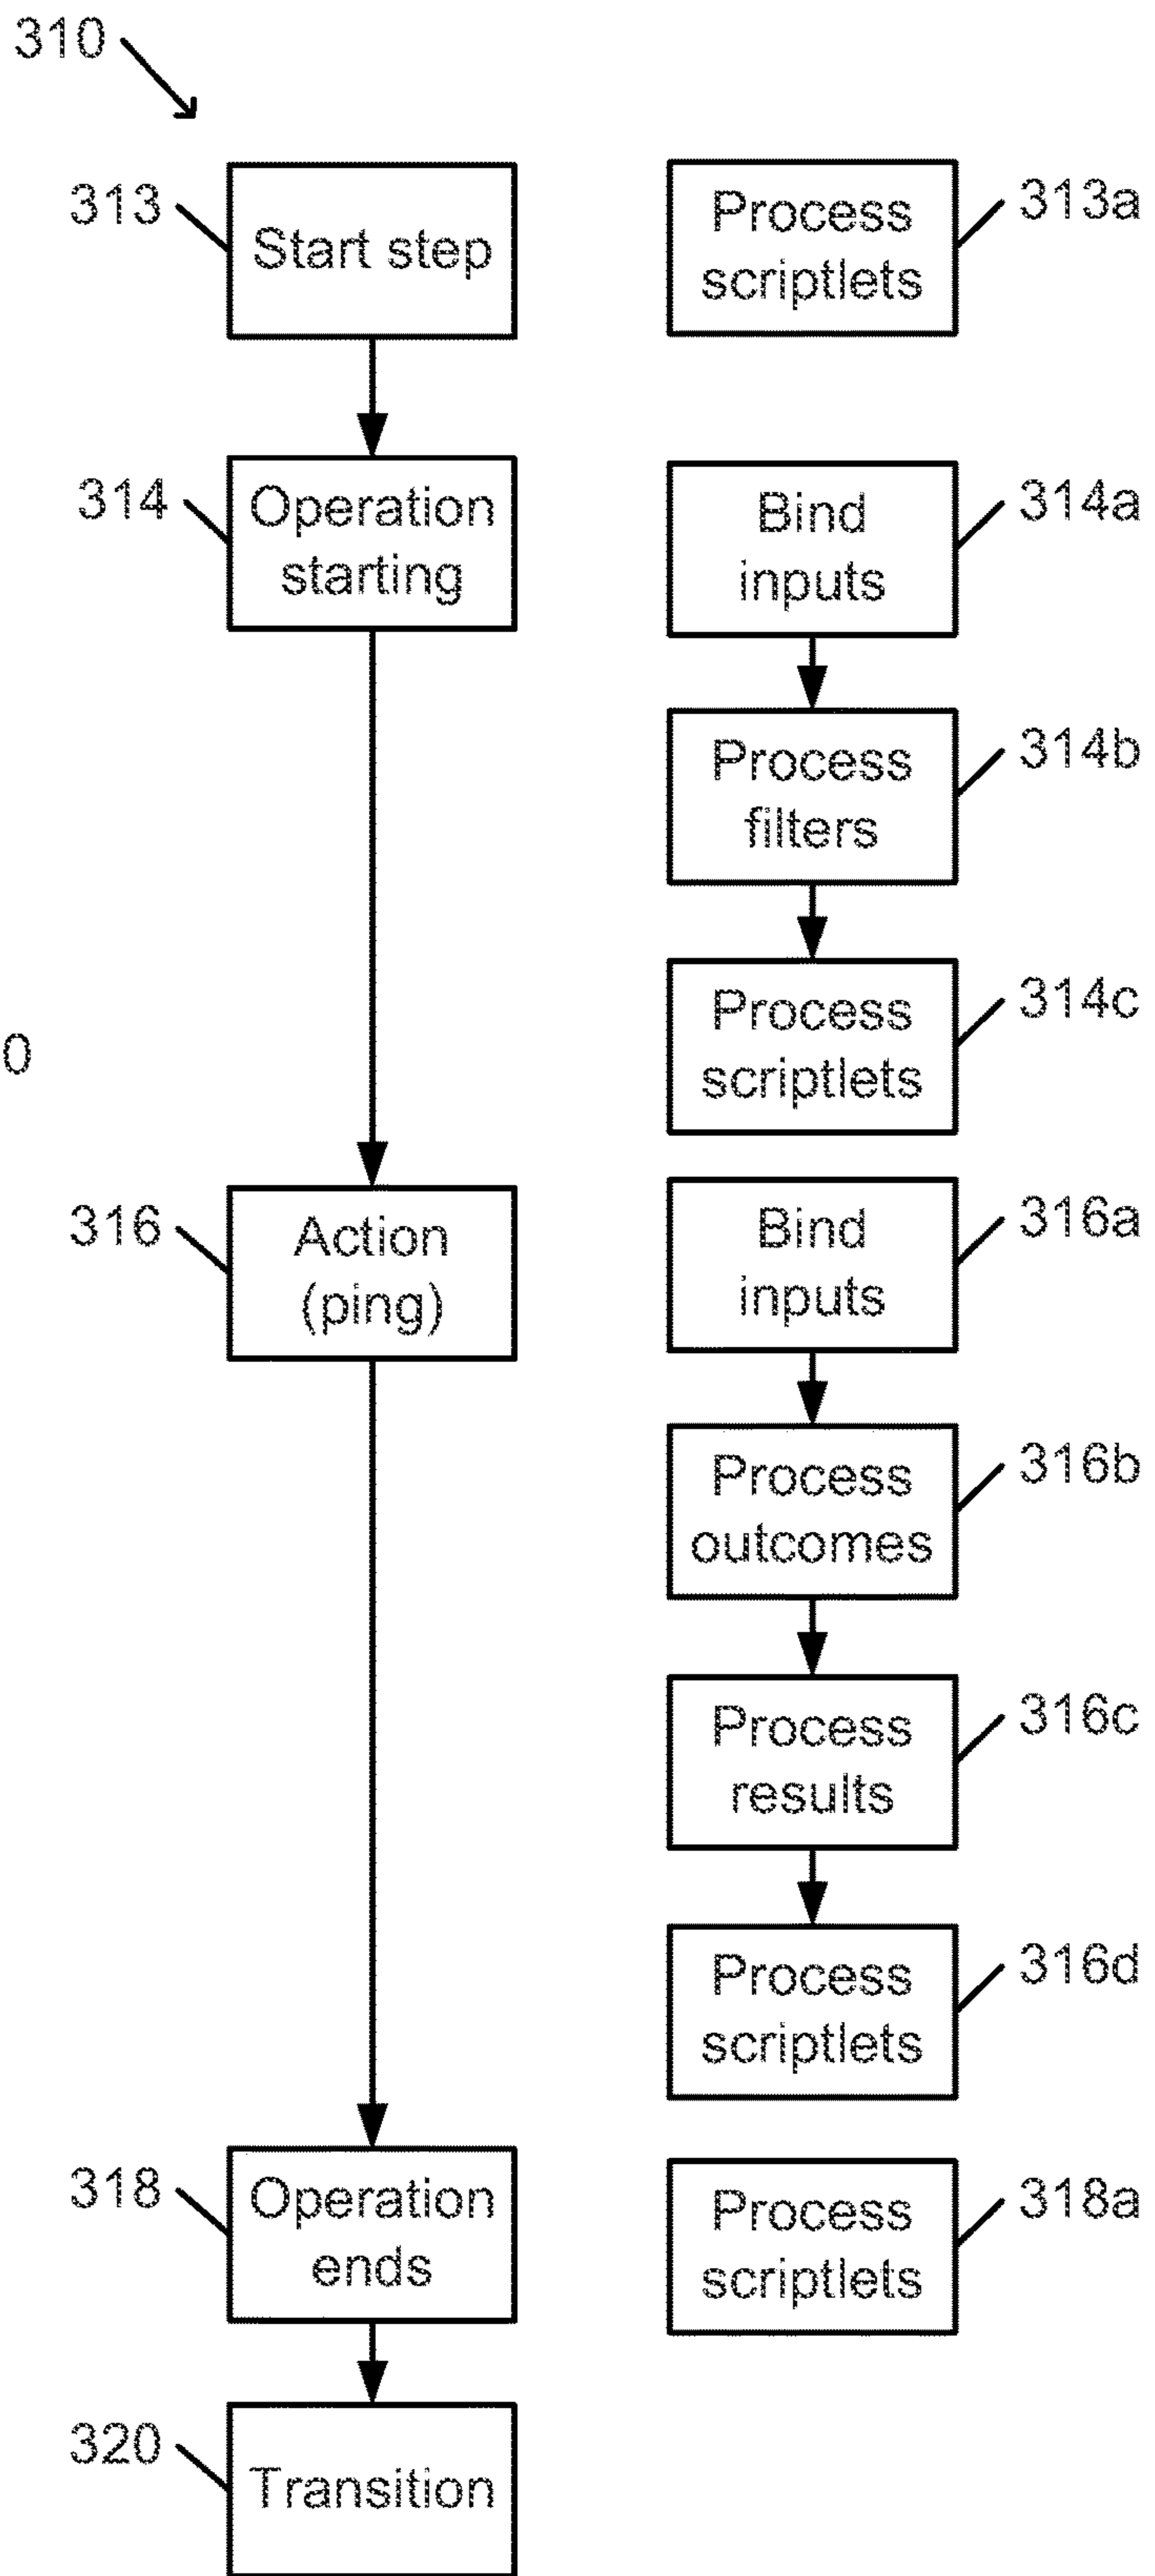 310
313
Start step
Process
scriptlets
313a
314
Operation
starting
Bind
inputs
314a
Process
filters
314b
Process
scriptlets
314c
0
316
Action
(ping)
Bind
inputs
316a
Process
outcomes
316b
Process
results
316c
Process
scriptlets
316d
318
Operation
ends
Process
scriptlets
318a
320
Transition